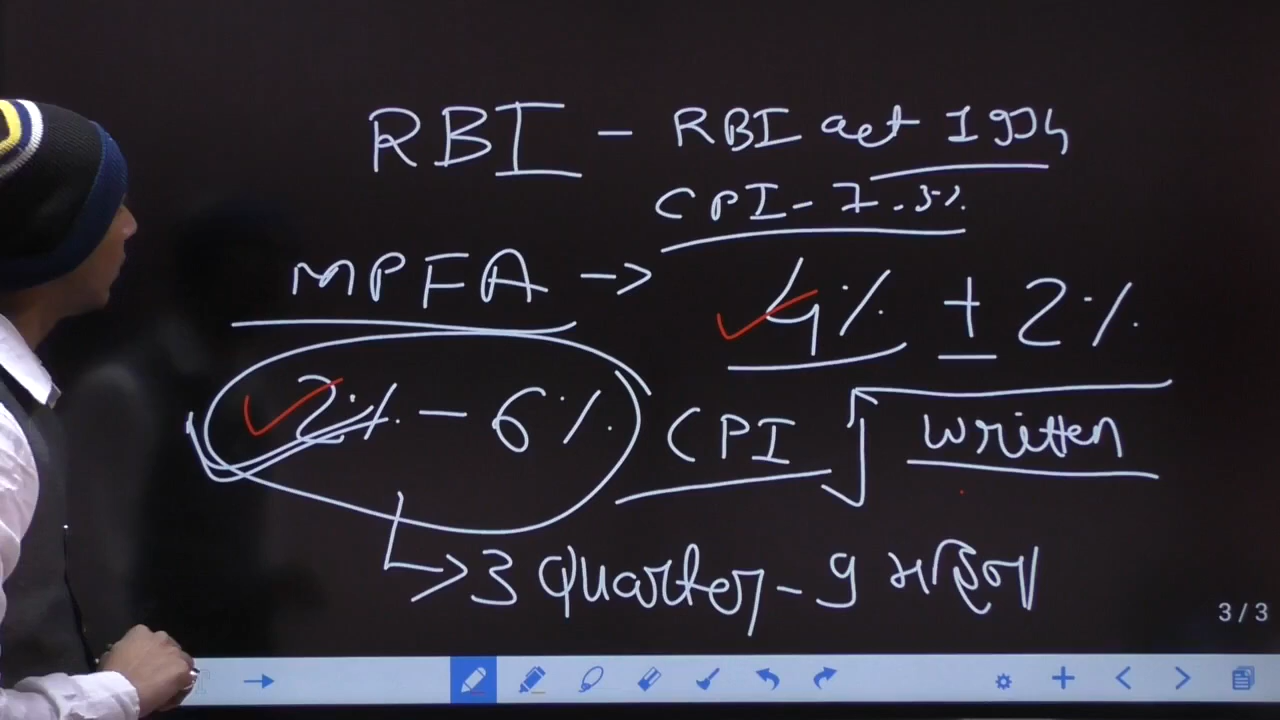 RBI - RBI act 1934
CPI - 7.5%
MPFA → 4% ± 2%
2% - 6% CPI written
→ 3 Quarter - 9 महिना
3 / 3